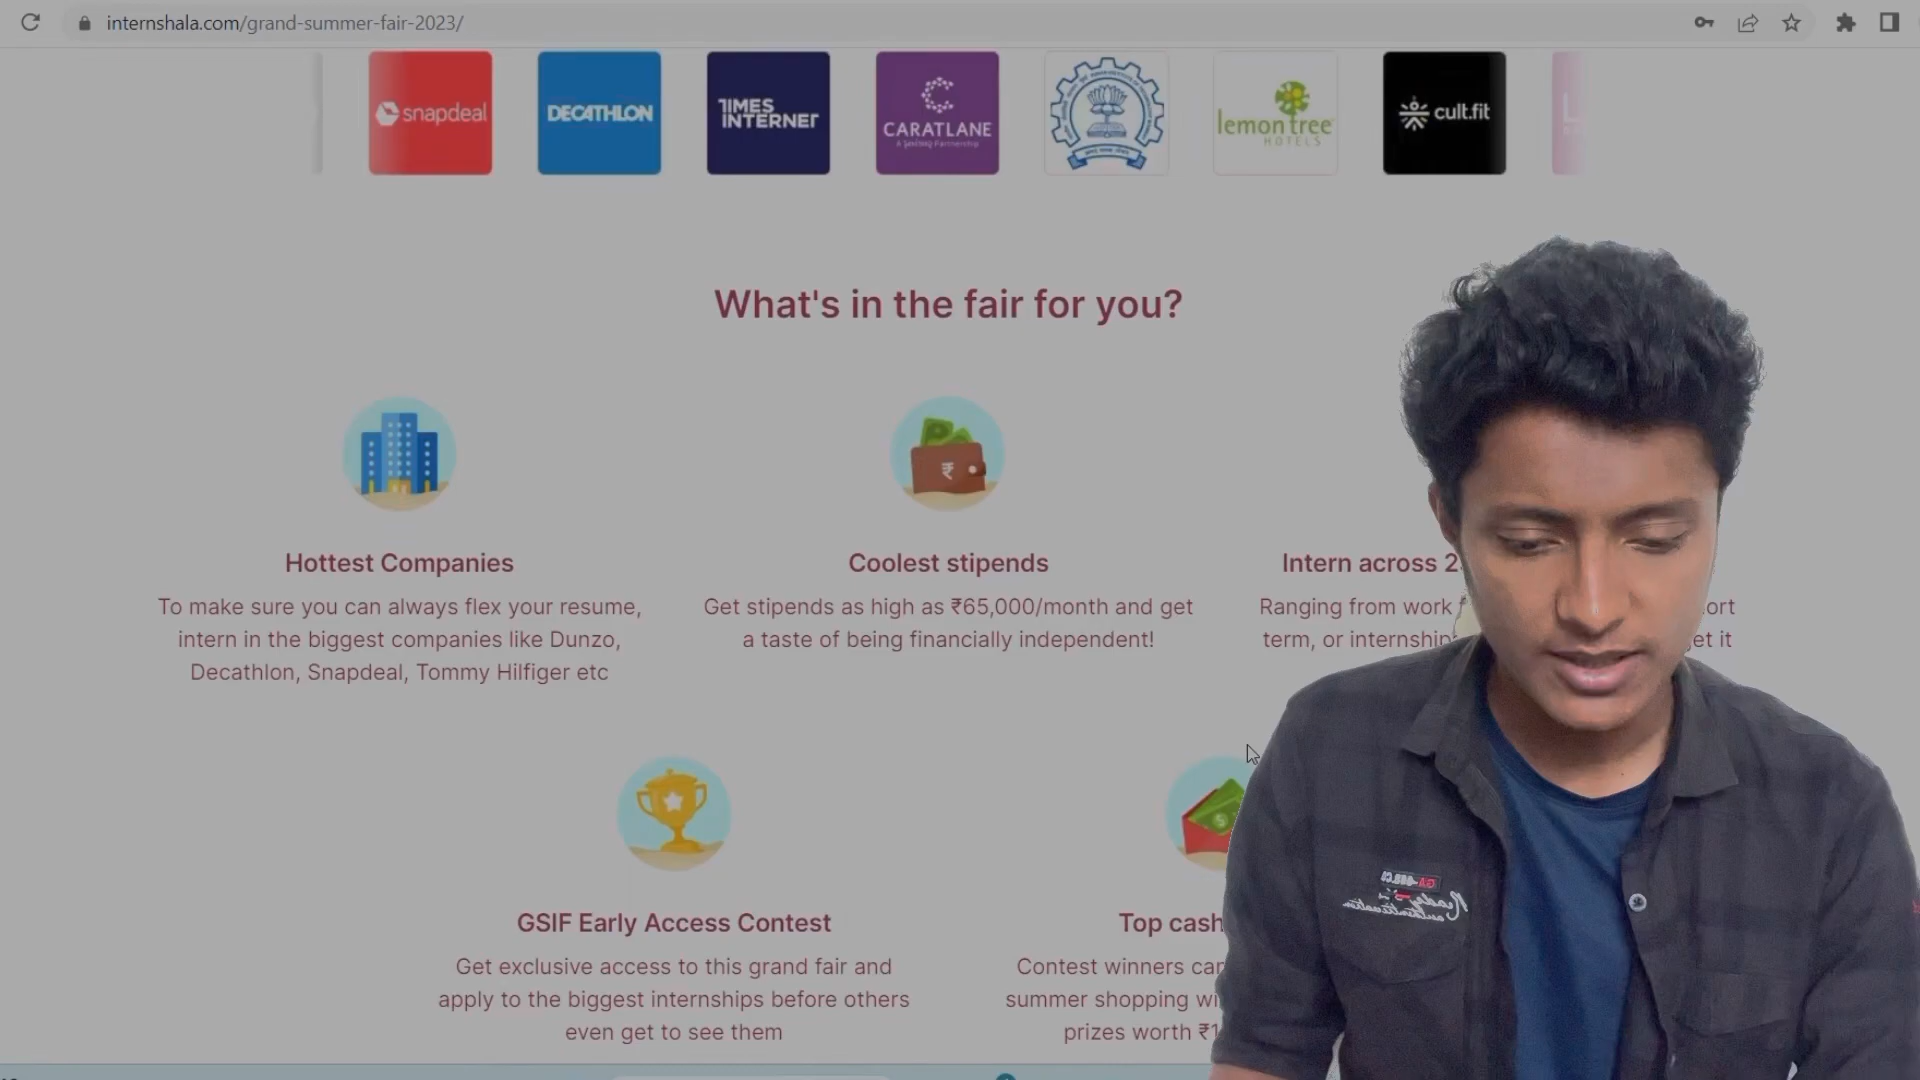 internshala.com/grand-summer-fair-2023/
snapdeal
DECATHLON
TIMES
INTERNET
CARATLANE
A Partnership
lemon tree
HOTELS
cult.fit
What's in the fair for you?
Hottest Companies
To make sure you can always flex your resume,
intern in the biggest companies like Dunzo,
Decathlon, Snapdeal, Tommy Hilfiger etc
Coolest stipends
Get stipends as high as ₹65,000/month and get
a taste of being financially independent!
Intern across
Ranging from work
term, or
GSIF Early Access Contest
Get exclusive access to this grand fair and
apply to the biggest internships before others
even get to see them
Top cash
Contest winners can
summer shopping
prizes worth